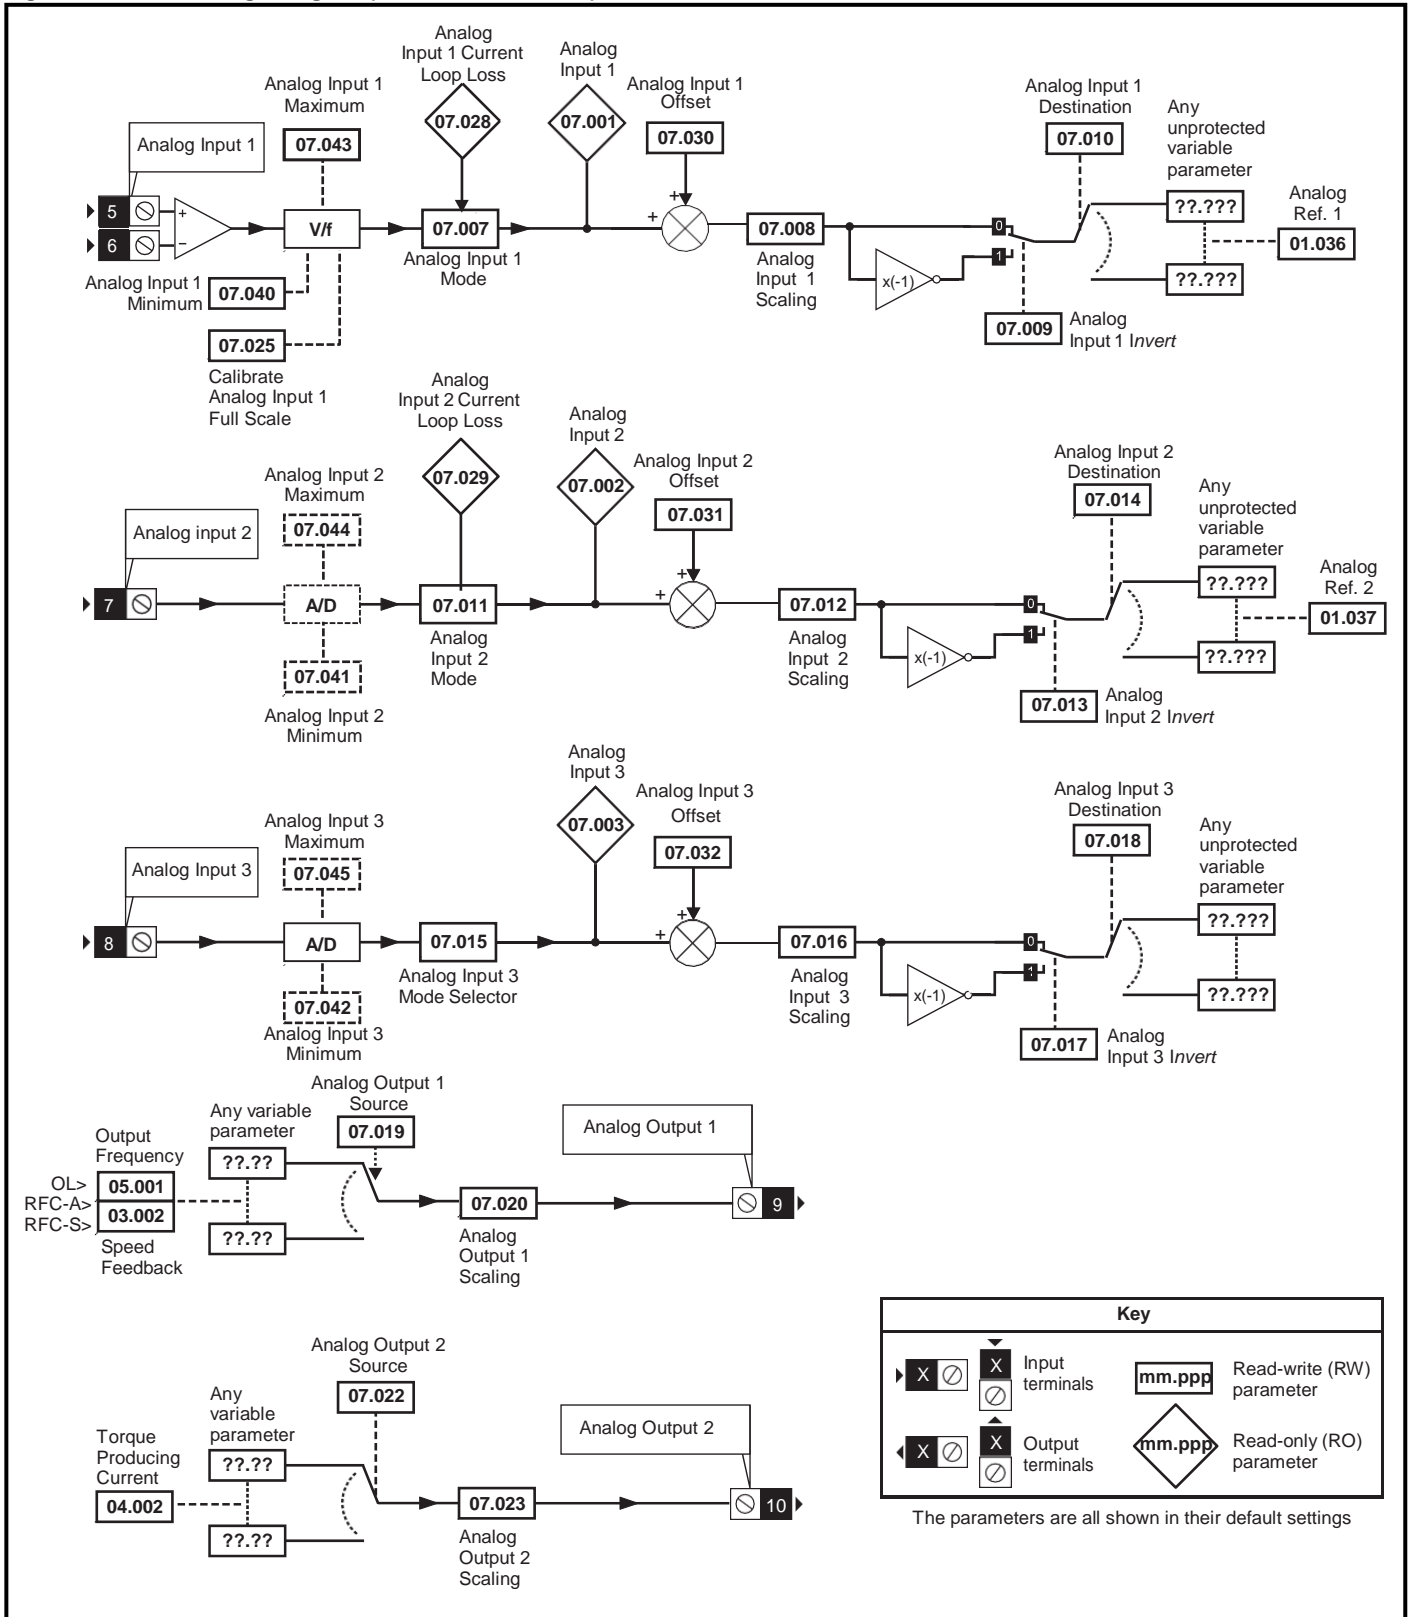 Analog
Input 1 Current
Loop Loss
Analog
Input 1
Analog Input 1
Maximum
Analog Input 1
Offset
Analog Input 1
Destination
Any
unprotected
variable
parameter
Analog Input 1
07.043
07.028
07.001
07.030
07.010
Analog
Ref. 1
5
6
+
−
V/f
07.007
+
+
07.008
0
1
x(-1)
??.???
??.???
01.036
Analog Input 1
Mode
Analog
Input 1
Scaling
Analog Input 1
Minimum
07.040
07.009
Analog
Input 1 Invert
07.025
Calibrate
Analog Input 1
Full Scale
Analog
Input 2 Current
Loop Loss
Analog
Input 2
Analog Input 2
Maximum
Analog Input 2
Offset
Analog Input 2
Destination
Any
unprotected
variable
parameter
Analog input 2
07.044
07.029
07.002
07.031
07.014
Analog
Ref. 2
7
A/D
07.011
+
+
07.012
0
1
x(-1)
??.???
??.???
01.037
Analog
Input 2
Mode
Analog
Input 2
Scaling
07.041
Analog Input 2
Minimum
07.013
Analog
Input 2 Invert
Analog
Input 3
Analog Input 3
Maximum
Analog Input 3
Offset
Analog Input 3
Destination
Any
unprotected
variable
parameter
Analog Input 3
07.045
07.003
07.032
07.018
8
A/D
07.015
+
+
07.016
0
1
x(-1)
??.???
??.???
Analog Input 3
Mode Selector
Analog
Input 3
Scaling
07.042
Analog Input 3
Minimum
07.017
Analog
Input 3 Invert
Analog Output 1
Source
Any variable
parameter
07.019
Analog Output 1
Output
Frequency
??.??
OL>
05.001
RFC-A>
03.002
RFC-S>
??.??
07.020
9
Speed
Feedback
Analog
Output 1
Scaling
Analog Output 2
Source
Any
variable
parameter
07.022
Analog Output 2
Torque
Producing
Current
??.??
04.002
??.??
07.023
10
Analog
Output 2
Scaling
Key
X
X
Input
terminals
mm.ppp
Read-write (RW)
parameter
X
X
Output
terminals
mm.ppp
Read-only (RO)
parameter
The parameters are all shown in their default settings